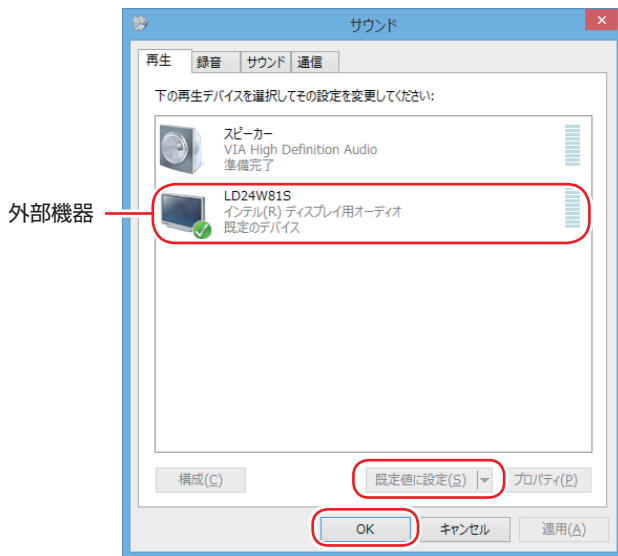 サウンド
再生 録音 サウンド 通信
下の再生デバイスを選択してその設定を変更してください:
スピーカー
VIA High Definition Audio
準備完了
外部機器
LD24W81S
インテル(R) ディスプレイ用オーディオ
既定のデバイス
構成(C) 既定値に設定(S) プロパティ(P)
OK キャンセル 適用(A)